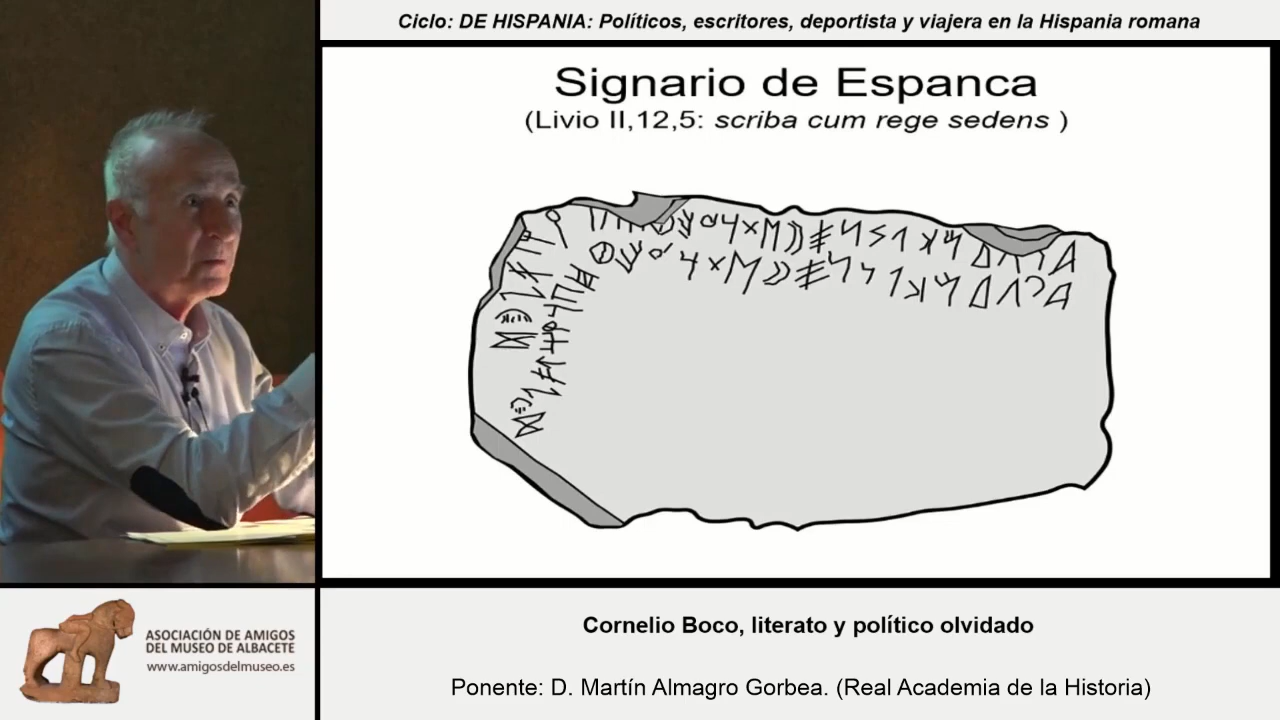 Ciclo: DE HISPANIA: Políticos, escritores, deportista y viajera en la Hispania romana
Signario de Espanca
(Livio II,12,5: scriba cum rege sedens )
ASOCIACIÓN DE AMIGOS
DEL MUSEO DE ALBACETE
www.amigosdelmuseo.es
Cornelio Boco, literato y político olvidado
Ponente: D. Martín Almagro Gorbea. (Real Academia de la Historia)